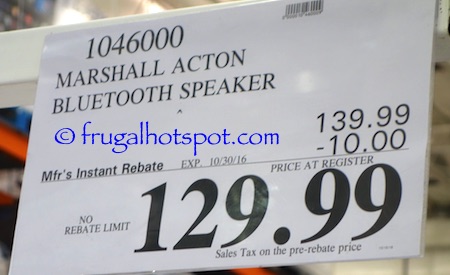 1046000
MARSHALL ACTON
BLUETOOTH SPEAKER
139.99
© frugalhotspot.com
-10.00
Mfr's Instant Rebate EXP. 10/30/16 PRICE AT REGISTER
NO
REBATE LIMIT
129.99
Sales Tax on the pre-rebate price